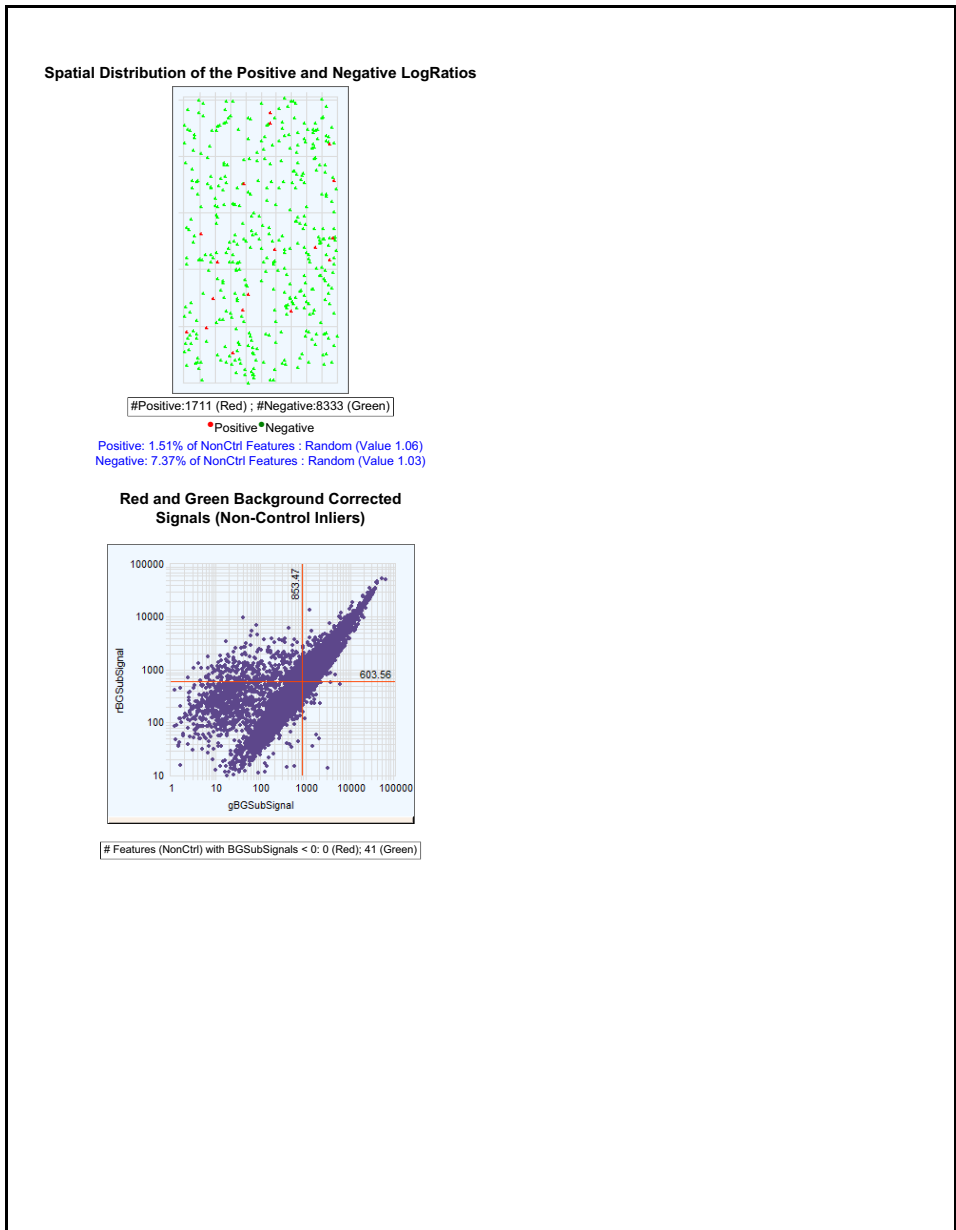 Spatial Distribution of the Positive and Negative LogRatios
#Positive:1711 (Red) ; #Negative:8333 (Green)
Positive Negative
Positive: 1.51% of NonCtrl Features : Random (Value 1.06)
Negative: 7.37% of NonCtrl Features : Random (Value 1.03)
Red and Green Background Corrected
Signals (Non-Control Inliers)
100000
10000
1000
100
10
rBGSubSignal
853.47
603.56
1 10 100 1000 10000 100000
gBGSubSignal
# Features (NonCtrl) with BGSubSignals < 0: 0 (Red); 41 (Green)